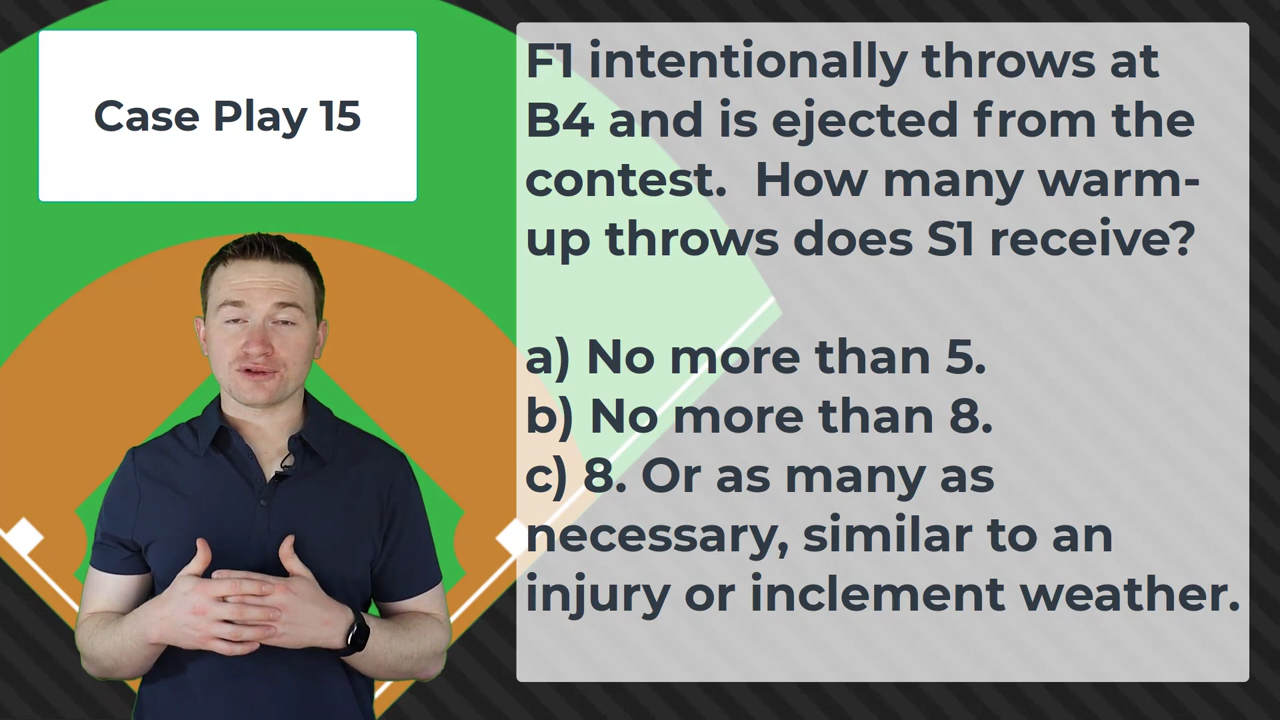 Case Play 15
F1 intentionally throws at
B4 and is ejected from the
contest.  How many warm-
up throws does S1 receive?
a) No more than 5.
b) No more than 8.
c) 8. Or as many as
necessary, similar to an
injury or inclement weather.